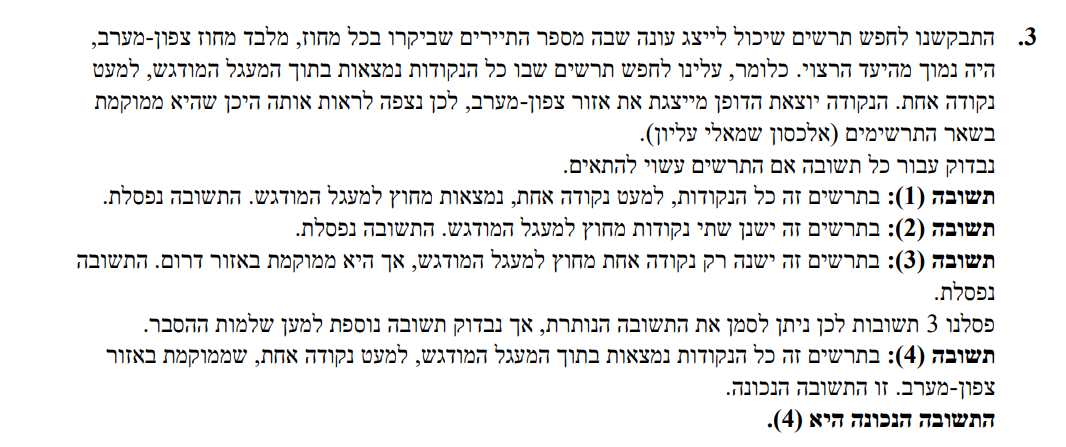 3. התבקשנו לחפש תרשים שיכול לייצג עונה שבה מספר התיירים שביקרו בכל מחוז, מלבד מחוז צפון-מערב,
היה נמוך מהיעד הרצוי. כלומר, עלינו לחפש תרשים שבו כל הנקודות נמצאות בתוך המעגל המודגש, למעט
נקודה אחת. הנקודה יוצאת הדופן מייצגת את אזור צפון-מערב, לכן נצפה לראות אותה היכן שהיא ממוקמת
בשאר התרשימים (אלכסון שמאלי עליון).
נבדוק עבור כל תשובה אם התרשים עשוי להתאים.
תשובה (1): בתרשים זה כל הנקודות, למעט נקודה אחת, נמצאות מחוץ למעגל המודגש. התשובה נפסלת.
תשובה (2): בתרשים זה ישנן שתי נקודות מחוץ למעגל המודגש. התשובה נפסלת.
תשובה (3): בתרשים זה ישנה רק נקודה אחת מחוץ למעגל המודגש, אך היא ממוקמת באזור דרום. התשובה
נפסלת.
פסלנו 3 תשובות לכן ניתן לסמן את התשובה הנותרת, אך נבדוק תשובה נוספת למען שלמות ההסבר.
תשובה (4): בתרשים זה כל הנקודות נמצאות בתוך המעגל המודגש, למעט נקודה אחת, שממוקמת באזור
צפון-מערב. זו התשובה הנכונה.
התשובה הנכונה היא (4).